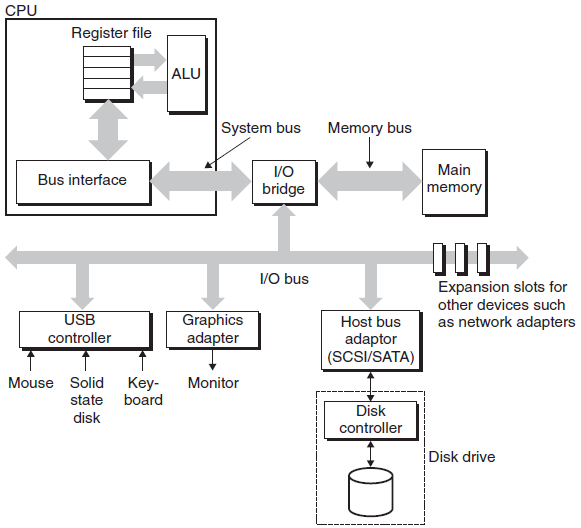 CPU
Register file
ALU
System bus
Memory bus
Bus interface
I/O
bridge
Main
memory
I/O bus
Expansion slots for
other devices such
as network adapters
USB
controller
Graphics
adapter
Host bus
adaptor
(SCSI/SATA)
Mouse
Solid
state
disk
Key-
board
Monitor
Disk
controller
Disk drive